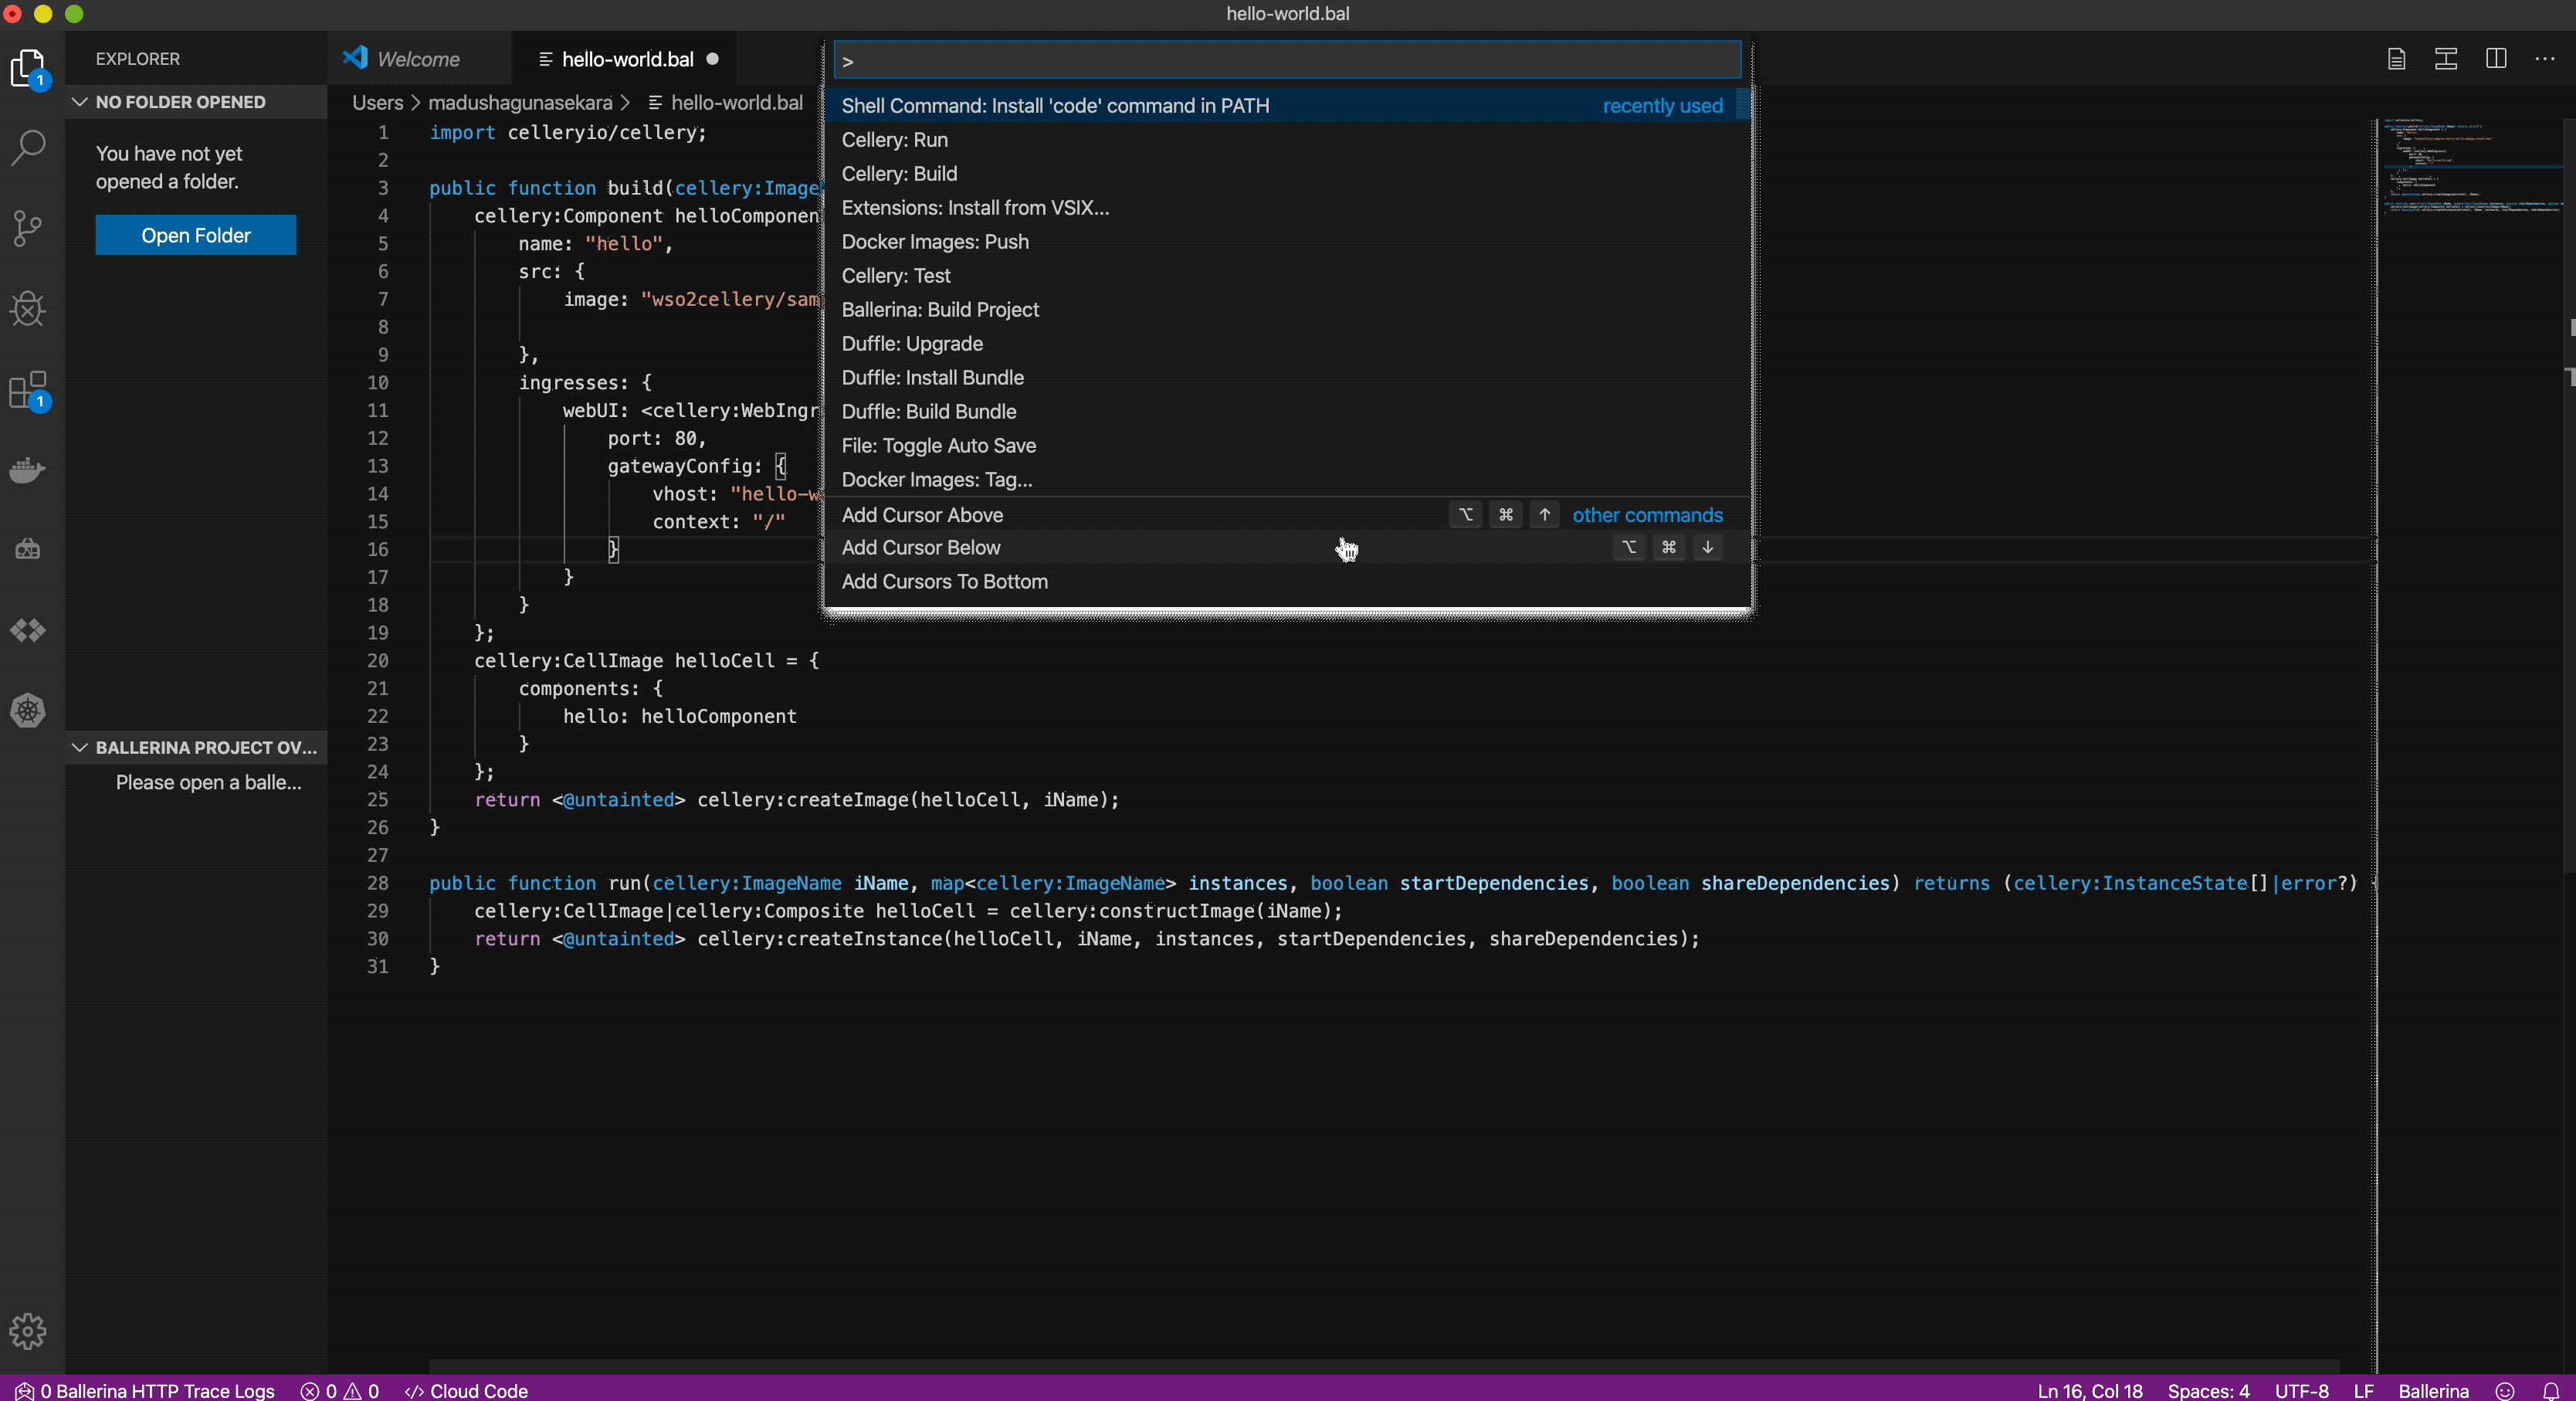 hello-world.bal
EXPLORER
Welcome
hello-world.bal
>
NO FOLDER OPENED
You have not yet
opened a folder.
Open Folder
BALLERINA PROJECT OV...
Please open a balle...
Users > madushagunasekara > hello-world.bal
1 import celleryio/cellery;
2
3 public function build(cellery:Image
4 cellery:Component helloComponen
5 name: "hello",
6 src: {
7 image: "wso2cellery/sam
8
9 },
10 ingresses: {
11 webUI: <cellery:WebIngr
12 port: 80,
13 gatewayConfig: {
14 vhost: "hello-w
15 context: "/"
16 }
17 }
18 }
19 };
20 cellery:CellImage helloCell = {
21 components: {
22 hello: helloComponent
23 }
24 };
25 return <@untainted> cellery:createImage(helloCell, iName);
26 }
27
28 public function run(cellery:ImageName iName, map<cellery:ImageName> instances, boolean startDependencies, boolean shareDependencies) returns (cellery:InstanceState[]|error?) {
29 cellery:CellImage|cellery:Composite helloCell = cellery:constructImage(iName);
30 return <@untainted> cellery:createInstance(helloCell, iName, instances, startDependencies, shareDependencies);
31 }
Shell Command: Install 'code' command in PATH recently used
Cellery: Run
Cellery: Build
Extensions: Install from VSIX...
Docker Images: Push
Cellery: Test
Ballerina: Build Project
Duffle: Upgrade
Duffle: Install Bundle
Duffle: Build Bundle
File: Toggle Auto Save
Docker Images: Tag...
Add Cursor Above ⌥ ⌘ ↑ other commands
Add Cursor Below ⌥ ⌘ ↓
Add Cursors To Bottom
1
1
0 Ballerina HTTP Trace Logs 0 0 </> Cloud Code Ln 16, Col 18 Spaces: 4 UTF-8 LF Ballerina